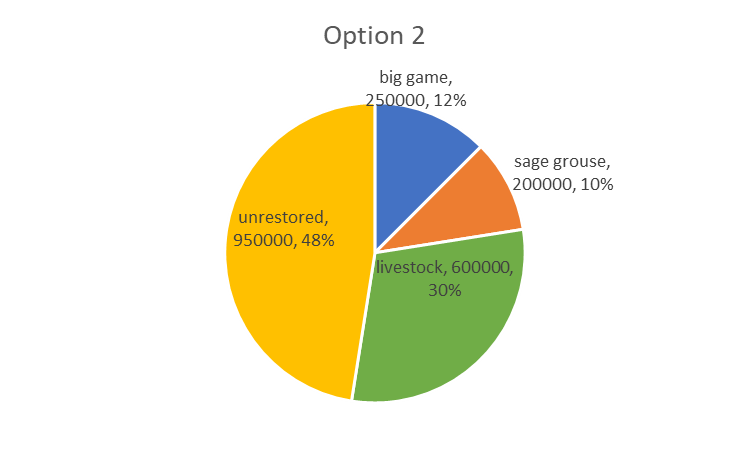 Option 2
big game,
250000, 12%
sage grouse,
200000, 10%
unrestored,
950000, 48%
livestock, 600000,
30%